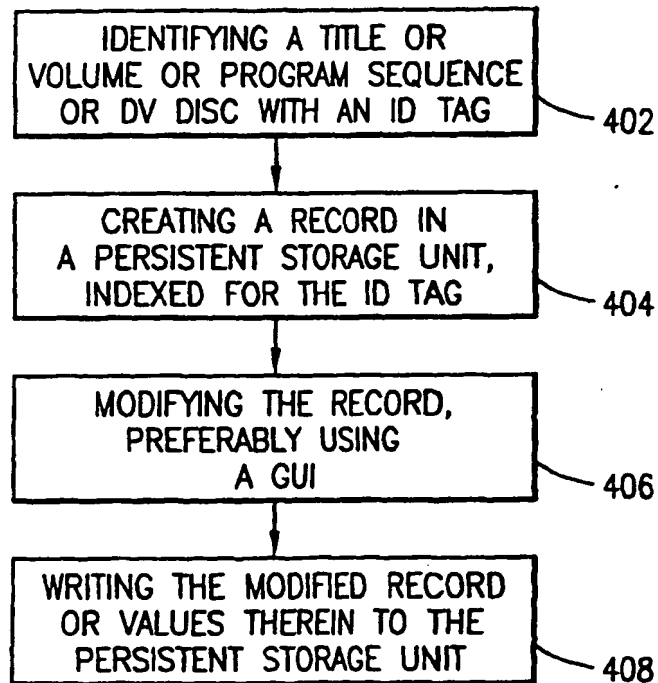 IDENTIFYING A TITLE OR
VOLUME OR PROGRAM SEQUENCE
OR DV DISC WITH AN ID TAG
402
CREATING A RECORD IN
A PERSISTENT STORAGE UNIT,
INDEXED FOR THE ID TAG
404
MODIFYING THE RECORD,
PREFERABLY USING
A GUI
406
WRITING THE MODIFIED RECORD
OR VALUES THEREIN TO THE
PERSISTENT STORAGE UNIT
408